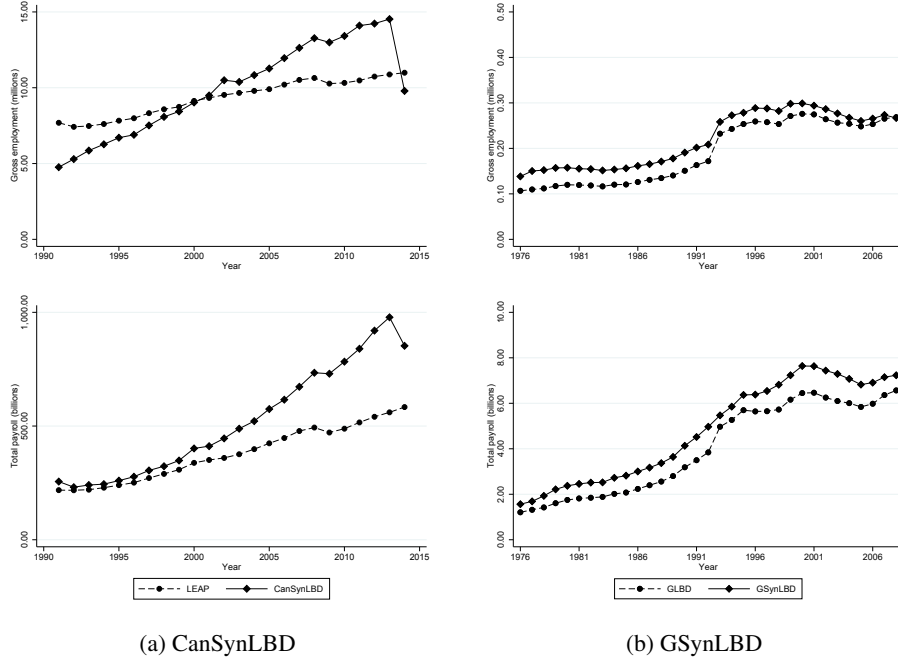 Gross employment (millions)
15.00
10.00
5.00
0.00
1990 1995 2000 2005 2010 2015
Year
Total payroll (billions)
1,000.00
500.00
0.00
1990 1995 2000 2005 2010 2015
Year
LEAP CanSynLBD
(a) CanSynLBD
Gross employment (millions)
0.50
0.40
0.30
0.20
0.10
0.00
1976 1981 1986 1991 1996 2001 2006
Year
Total payroll (billions)
10.00
8.00
6.00
4.00
2.00
0.00
1976 1981 1986 1991 1996 2001 2006
Year
GLBD GSynLBD
(b) GSynLBD